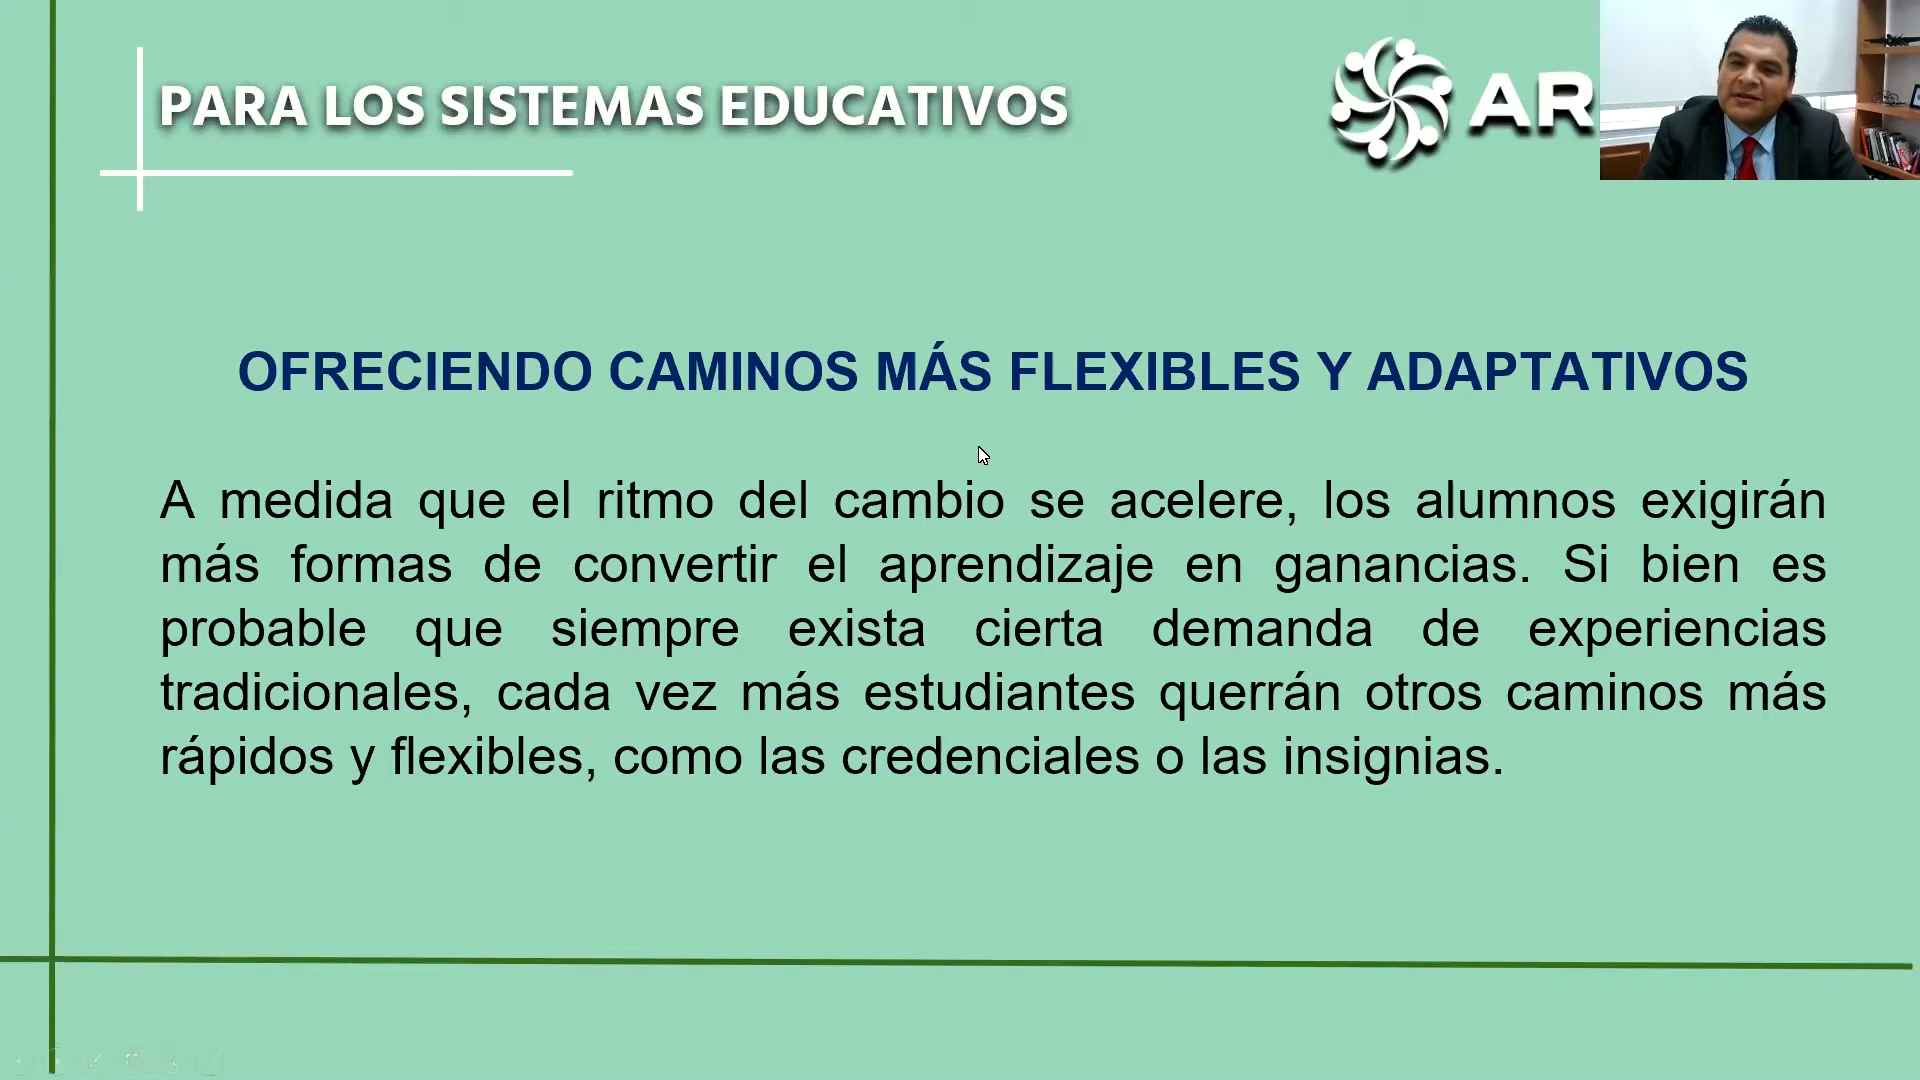 PARA LOS SISTEMAS EDUCATIVOS
AR
OFRECIENDO CAMINOS MÁS FLEXIBLES Y ADAPTATIVOS
A medida que el ritmo del cambio se acelere, los alumnos exigirán
más formas de convertir el aprendizaje en ganancias. Si bien es
probable que siempre exista cierta demanda de experiencias
tradicionales, cada vez más estudiantes querrán otros caminos más
rápidos y flexibles, como las credenciales o las insignias.